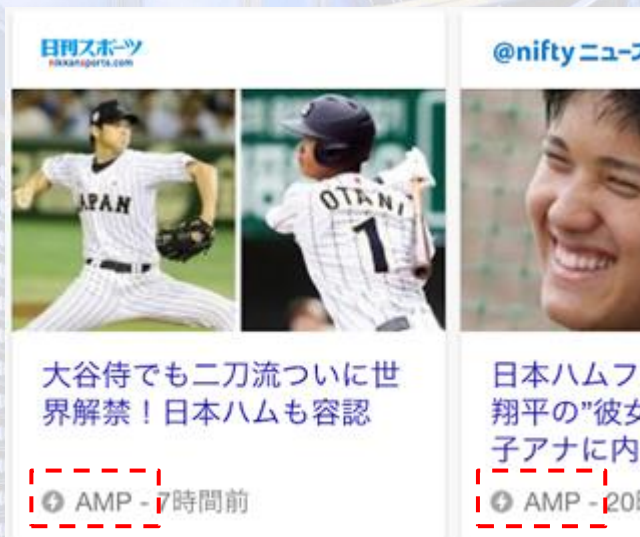 日刊スポーツ
nikkansports.com
@nifty ニュース
JAPAN
OTANI
1
大谷侍でも二刀流ついに世
界解禁！日本ハムも容認
AMP - 7時間前
日本ハムフ
翔平の"彼女
子アナに内
AMP - 20